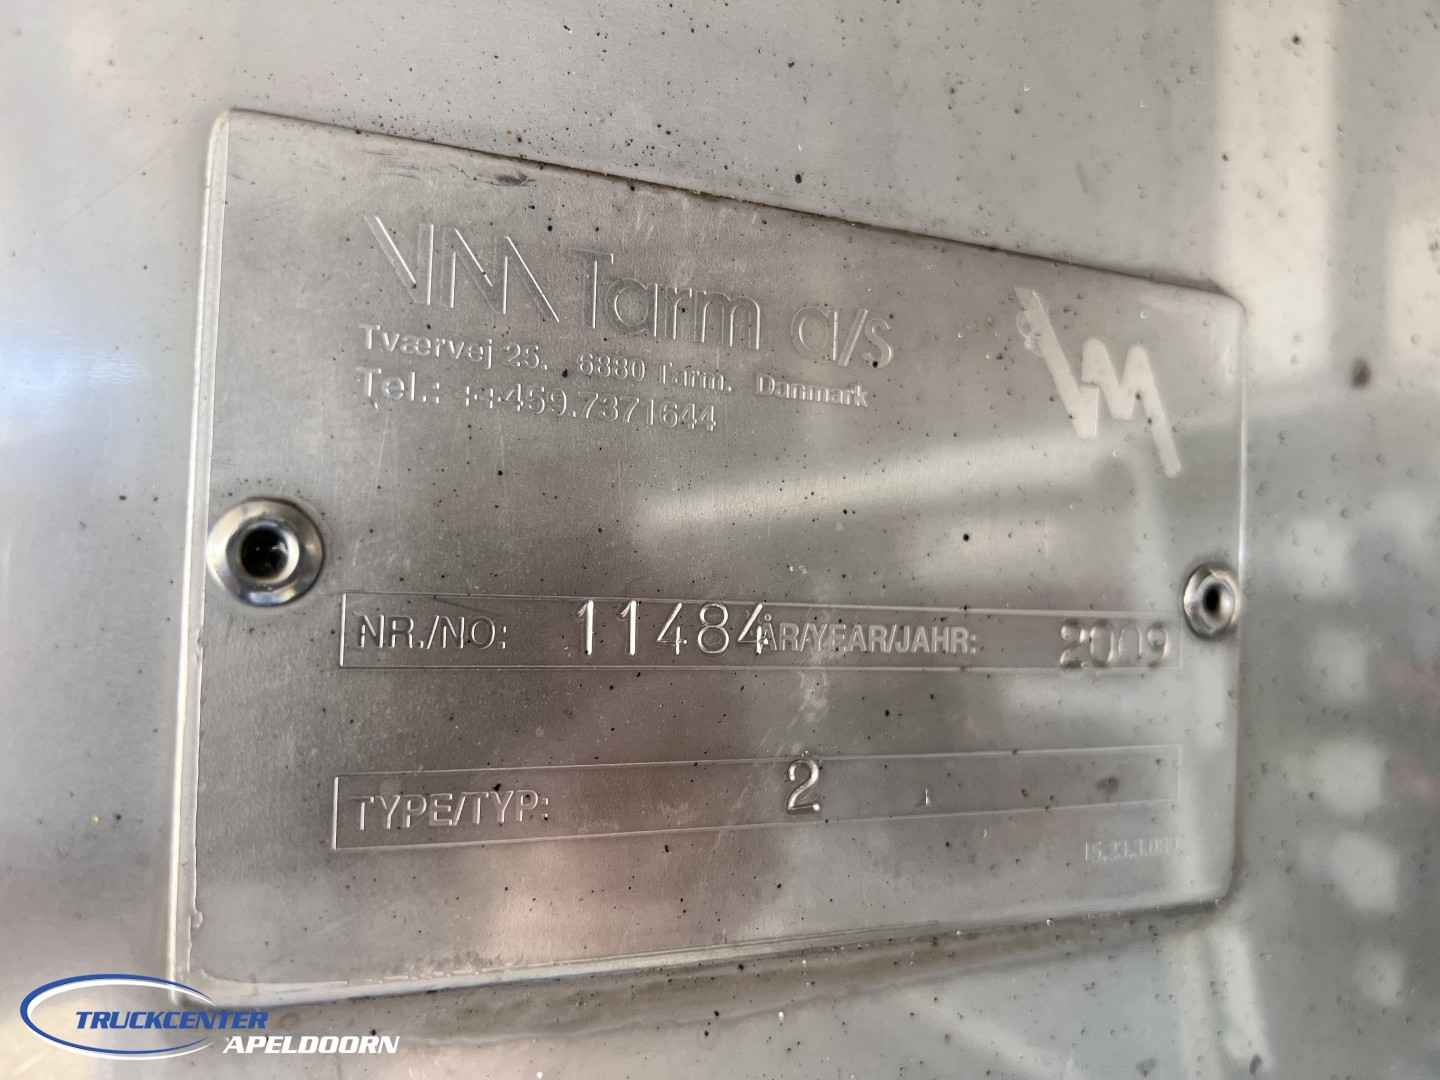 VM Tarm a/s
Tværvej 25. 6880 Tarm. Danmark
Tel.: ++459.7371644
VM
NR./NO: 11484 ÅR/YEAR/JAHR: 2009
TYPE/TYP: 2
TRUCKCENTER
APELDOORN